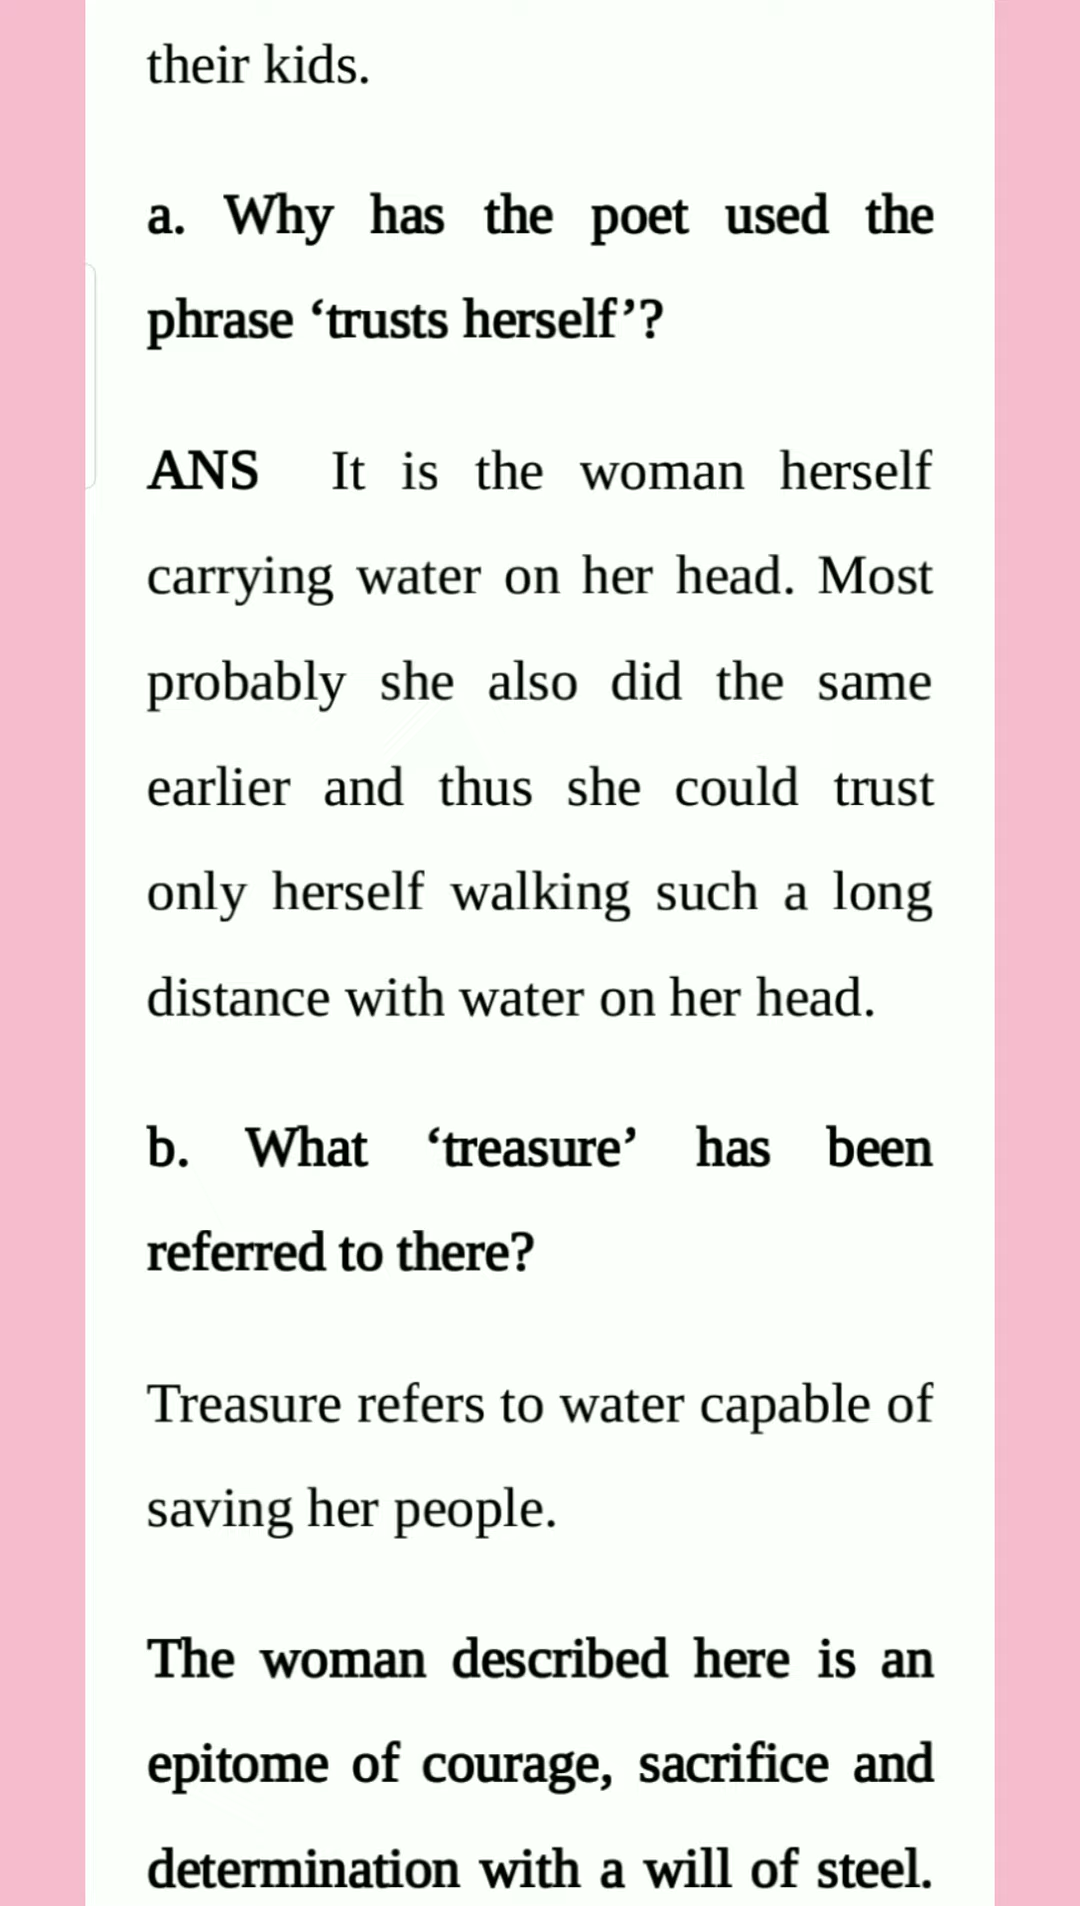 their kids.
a. Why has the poet used the
phrase ‘trusts herself’?
ANS It is the woman herself
carrying water on her head. Most
probably she also did the same
earlier and thus she could trust
only herself walking such a long
distance with water on her head.
b. What ‘treasure’ has been
referred to there?
Treasure refers to water capable of
saving her people.
The woman described here is an
epitome of courage, sacrifice and
determination with a will of steel.